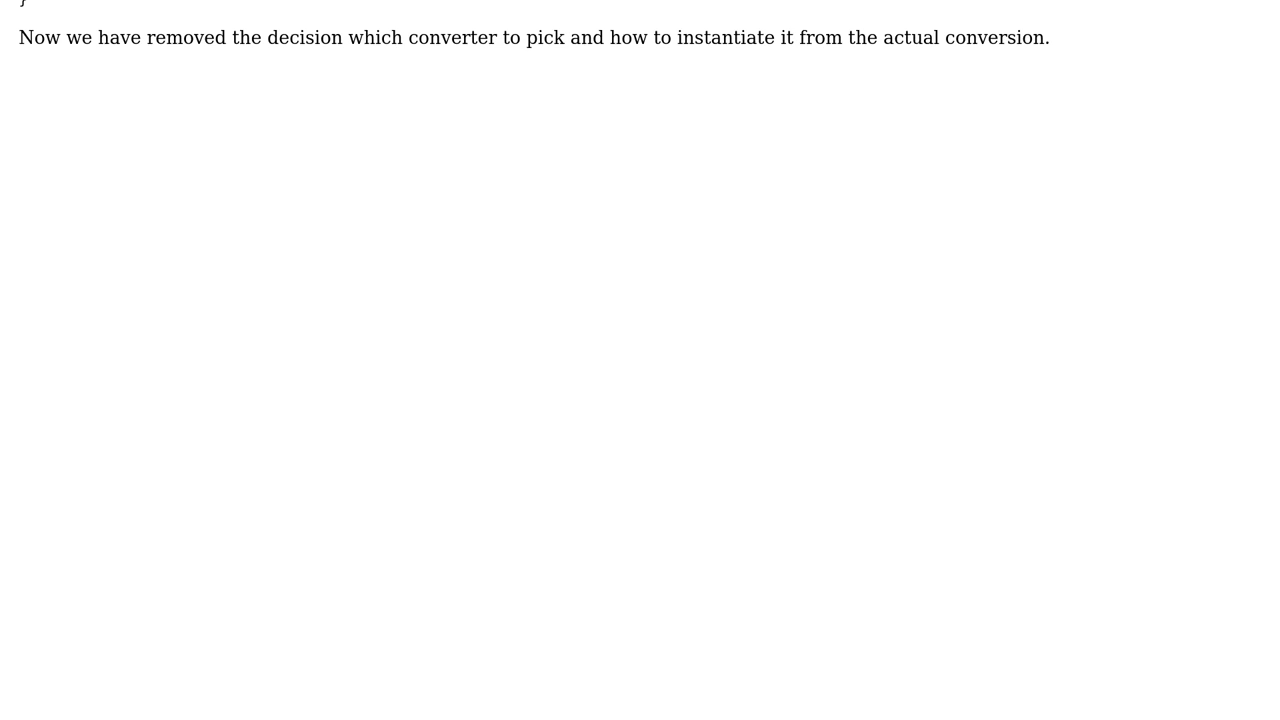 }
Now we have removed the decision which converter to pick and how to instantiate it from the actual conversion.